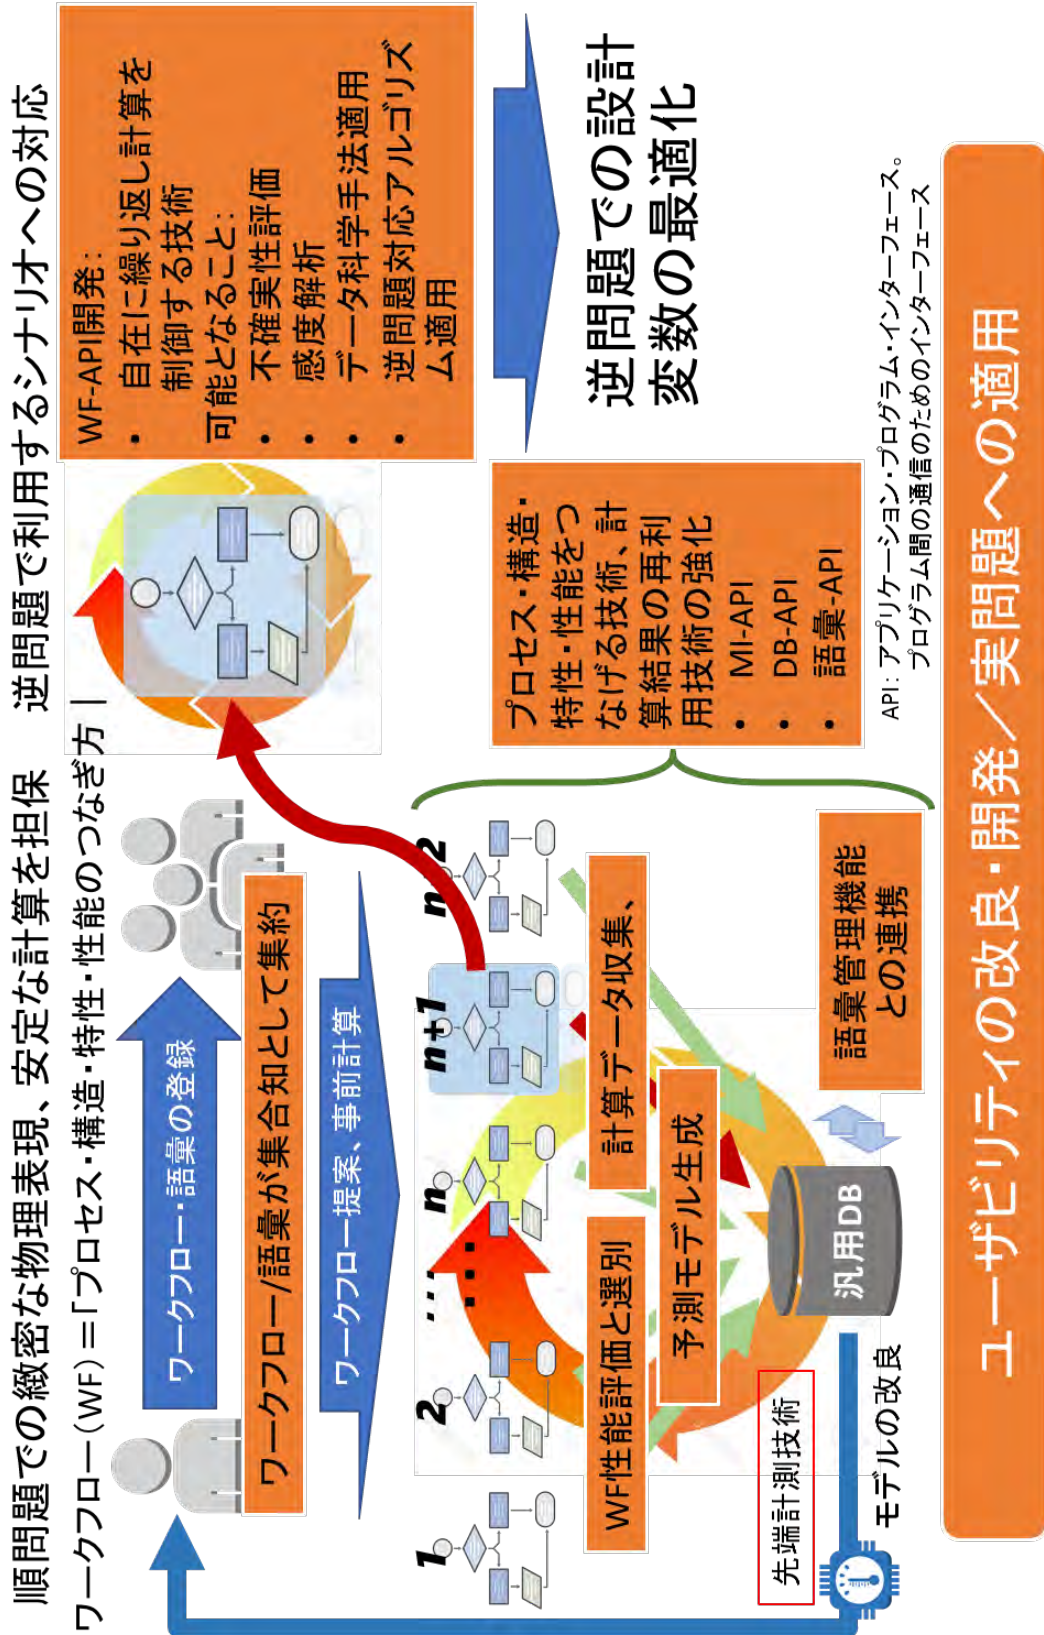 順問題での緻密な物理表現、安定な計算を担保
ワークフロー(WF)=「プロセス・構造・特性・性能のつなぎ方」
ワークフロー・語彙の登録
ワークフロー/語彙が集合知として集約
ワークフロー提案、事前計算
1
2
......
n
n+1
WF性能評価と選別
計算データ収集、
予測モデル生成
汎用DB
語彙管理機能
との連携
先端計測技術
モデルの改良
逆問題で利用するシナリオへの対応
WF-API開発:
• 自在に繰り返し計算を
制御する技術
可能となること:
• 不確実性評価
• 感度解析
• データ科学手法適用
• 逆問題対応アルゴリズ
ム適用
逆問題での設計
変数の最適化
プロセス・構造・
特性・性能をつ
なげる技術、計
算結果の再利
用技術の強化
• MI-API
• DB-API
• 語彙-API
API: アプリケーション・プログラム・インターフェース。
プログラム間の通信のためのインターフェース
ユーザビリティの改良・開発/実問題への適用